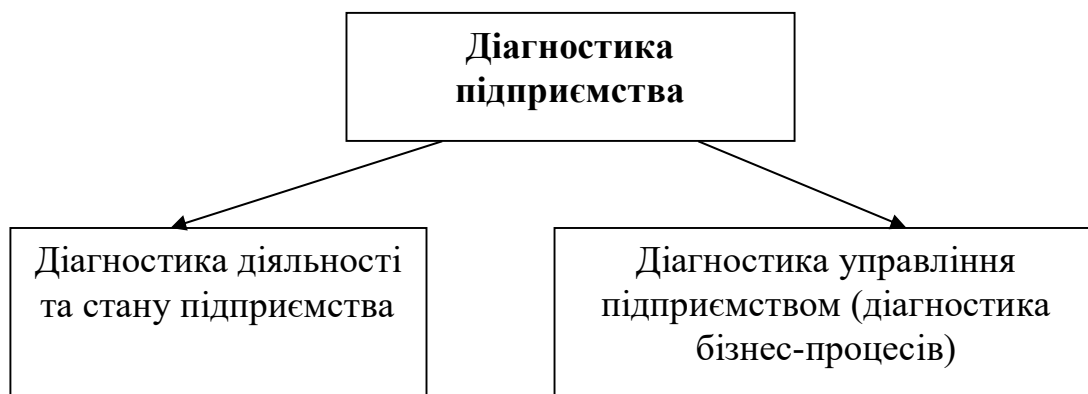 Діагностика
підприємства
Діагностика діяльності
та стану підприємства
Діагностика управління
підприємством (діагностика
бізнес-процесів)